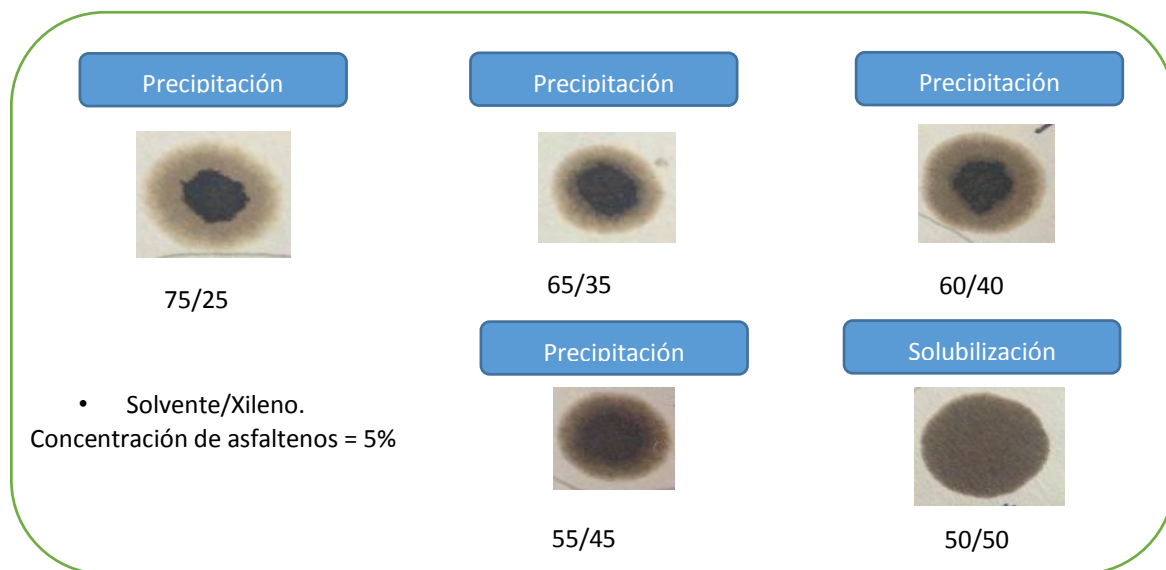 Precipitación
Precipitación
Precipitación
75/25
65/35
60/40
Precipitación
Solubilización
• Solvente/Xileno.
Concentración de asfaltenos = 5%
55/45
50/50